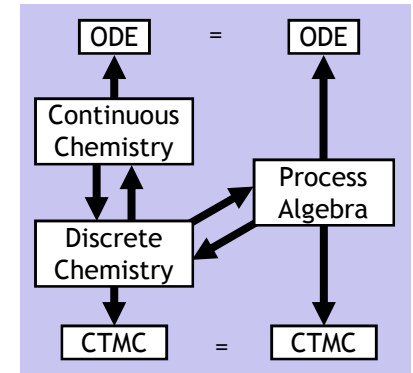 ODE = ODE
Continuous
Chemistry
Process
Algebra
Discrete
Chemistry
CTMC = CTMC